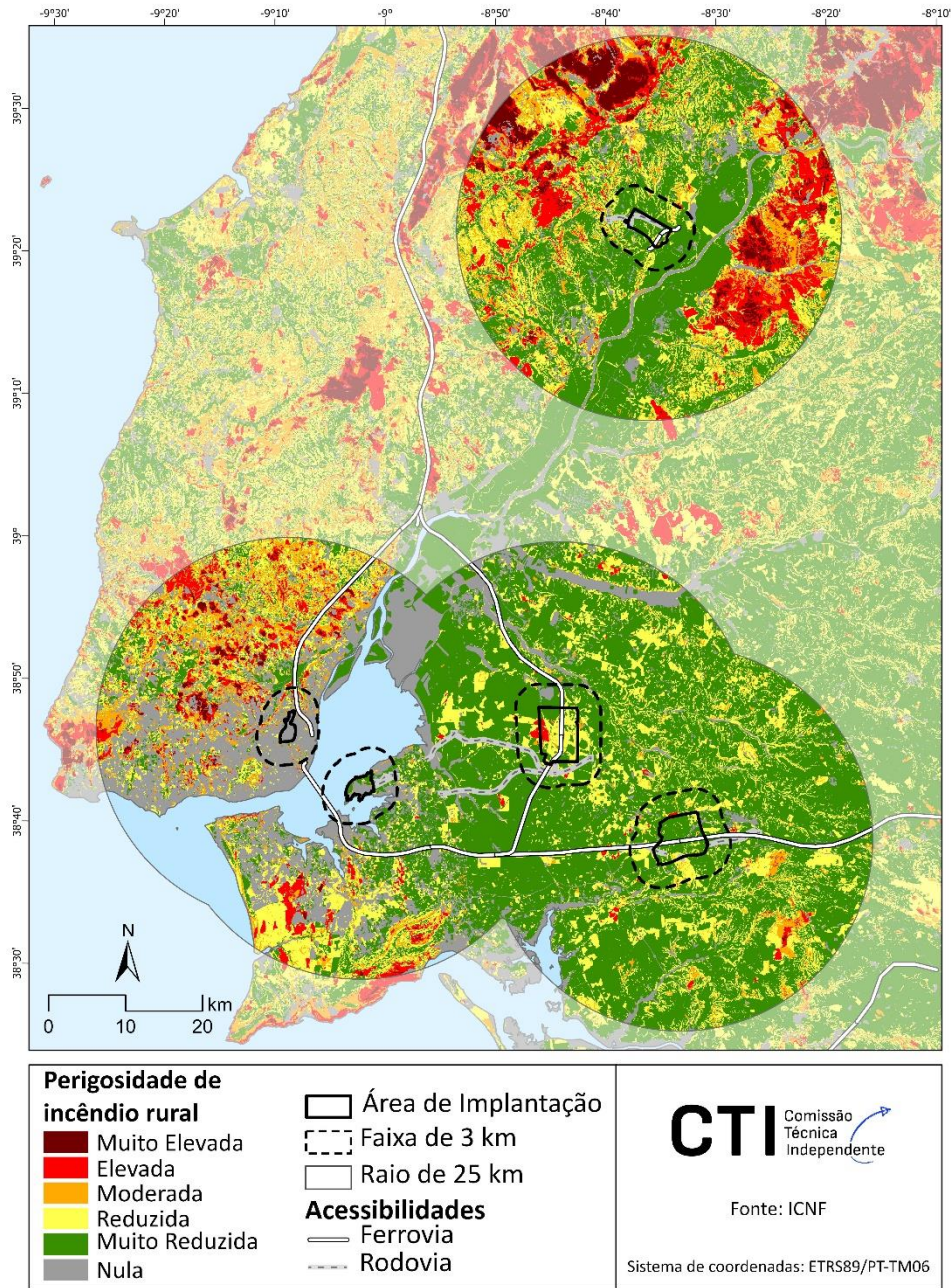 -9°30' -9°20' -9°10' -9° -8°50' -8°40' -8°30' -8°20' -8°10'
39°30'
39°20'
39°10'
39°
38°50'
38°40'
38°30'
N
km
0 10 20
Perigosidade de
incêndio rural
Muito Elevada
Elevada
Moderada
Reduzida
Muito Reduzida
Nula
Área de Implantação
Faixa de 3 km
Raio de 25 km
Acessibilidades
Ferrovia
Rodovia
CTI
Comissão
Técnica
Independente
Fonte: ICNF
Sistema de coordenadas: ETRS89/PT-TM06